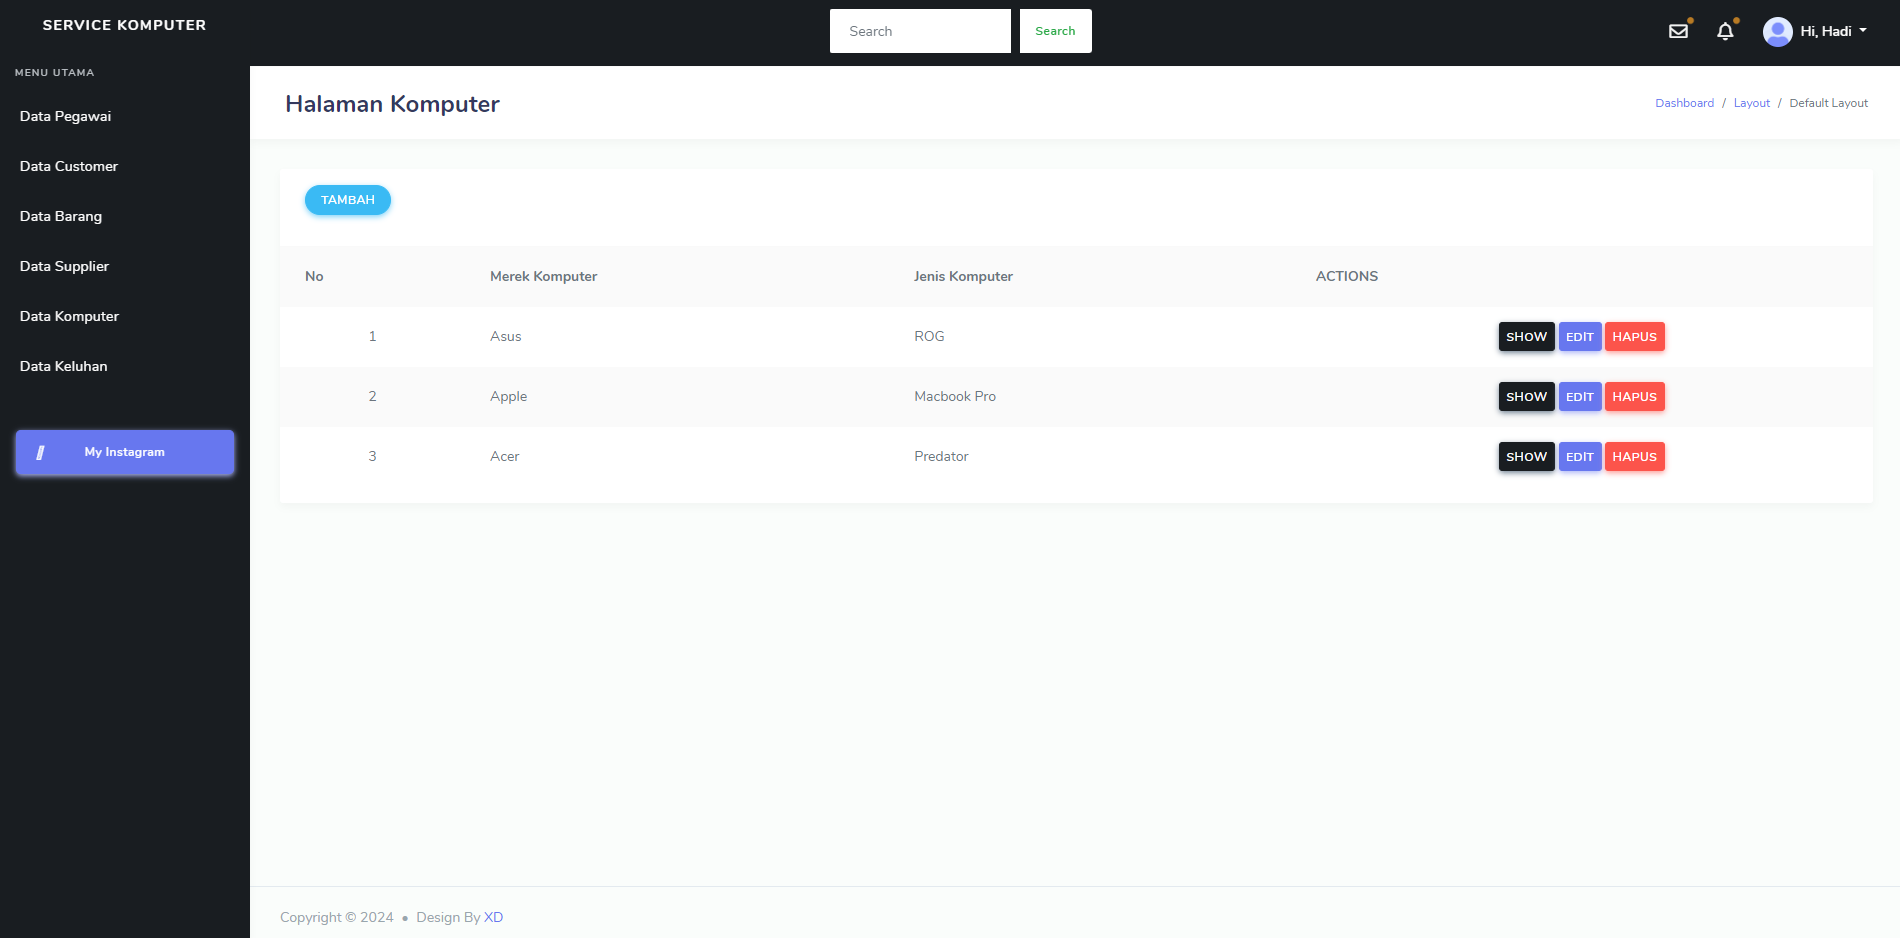 SERVICE KOMPUTER
Search
Search
Hi, Hadi
MENU UTAMA
Data Pegawai
Data Customer
Data Barang
Data Supplier
Data Komputer
Data Keluhan
My Instagram
Halaman Komputer
Dashboard / Layout / Default Layout
TAMBAH
No Merek Komputer Jenis Komputer ACTIONS
1 Asus ROG SHOW EDIT HAPUS
2 Apple Macbook Pro SHOW EDIT HAPUS
3 Acer Predator SHOW EDIT HAPUS
Copyright © 2024 • Design By XD